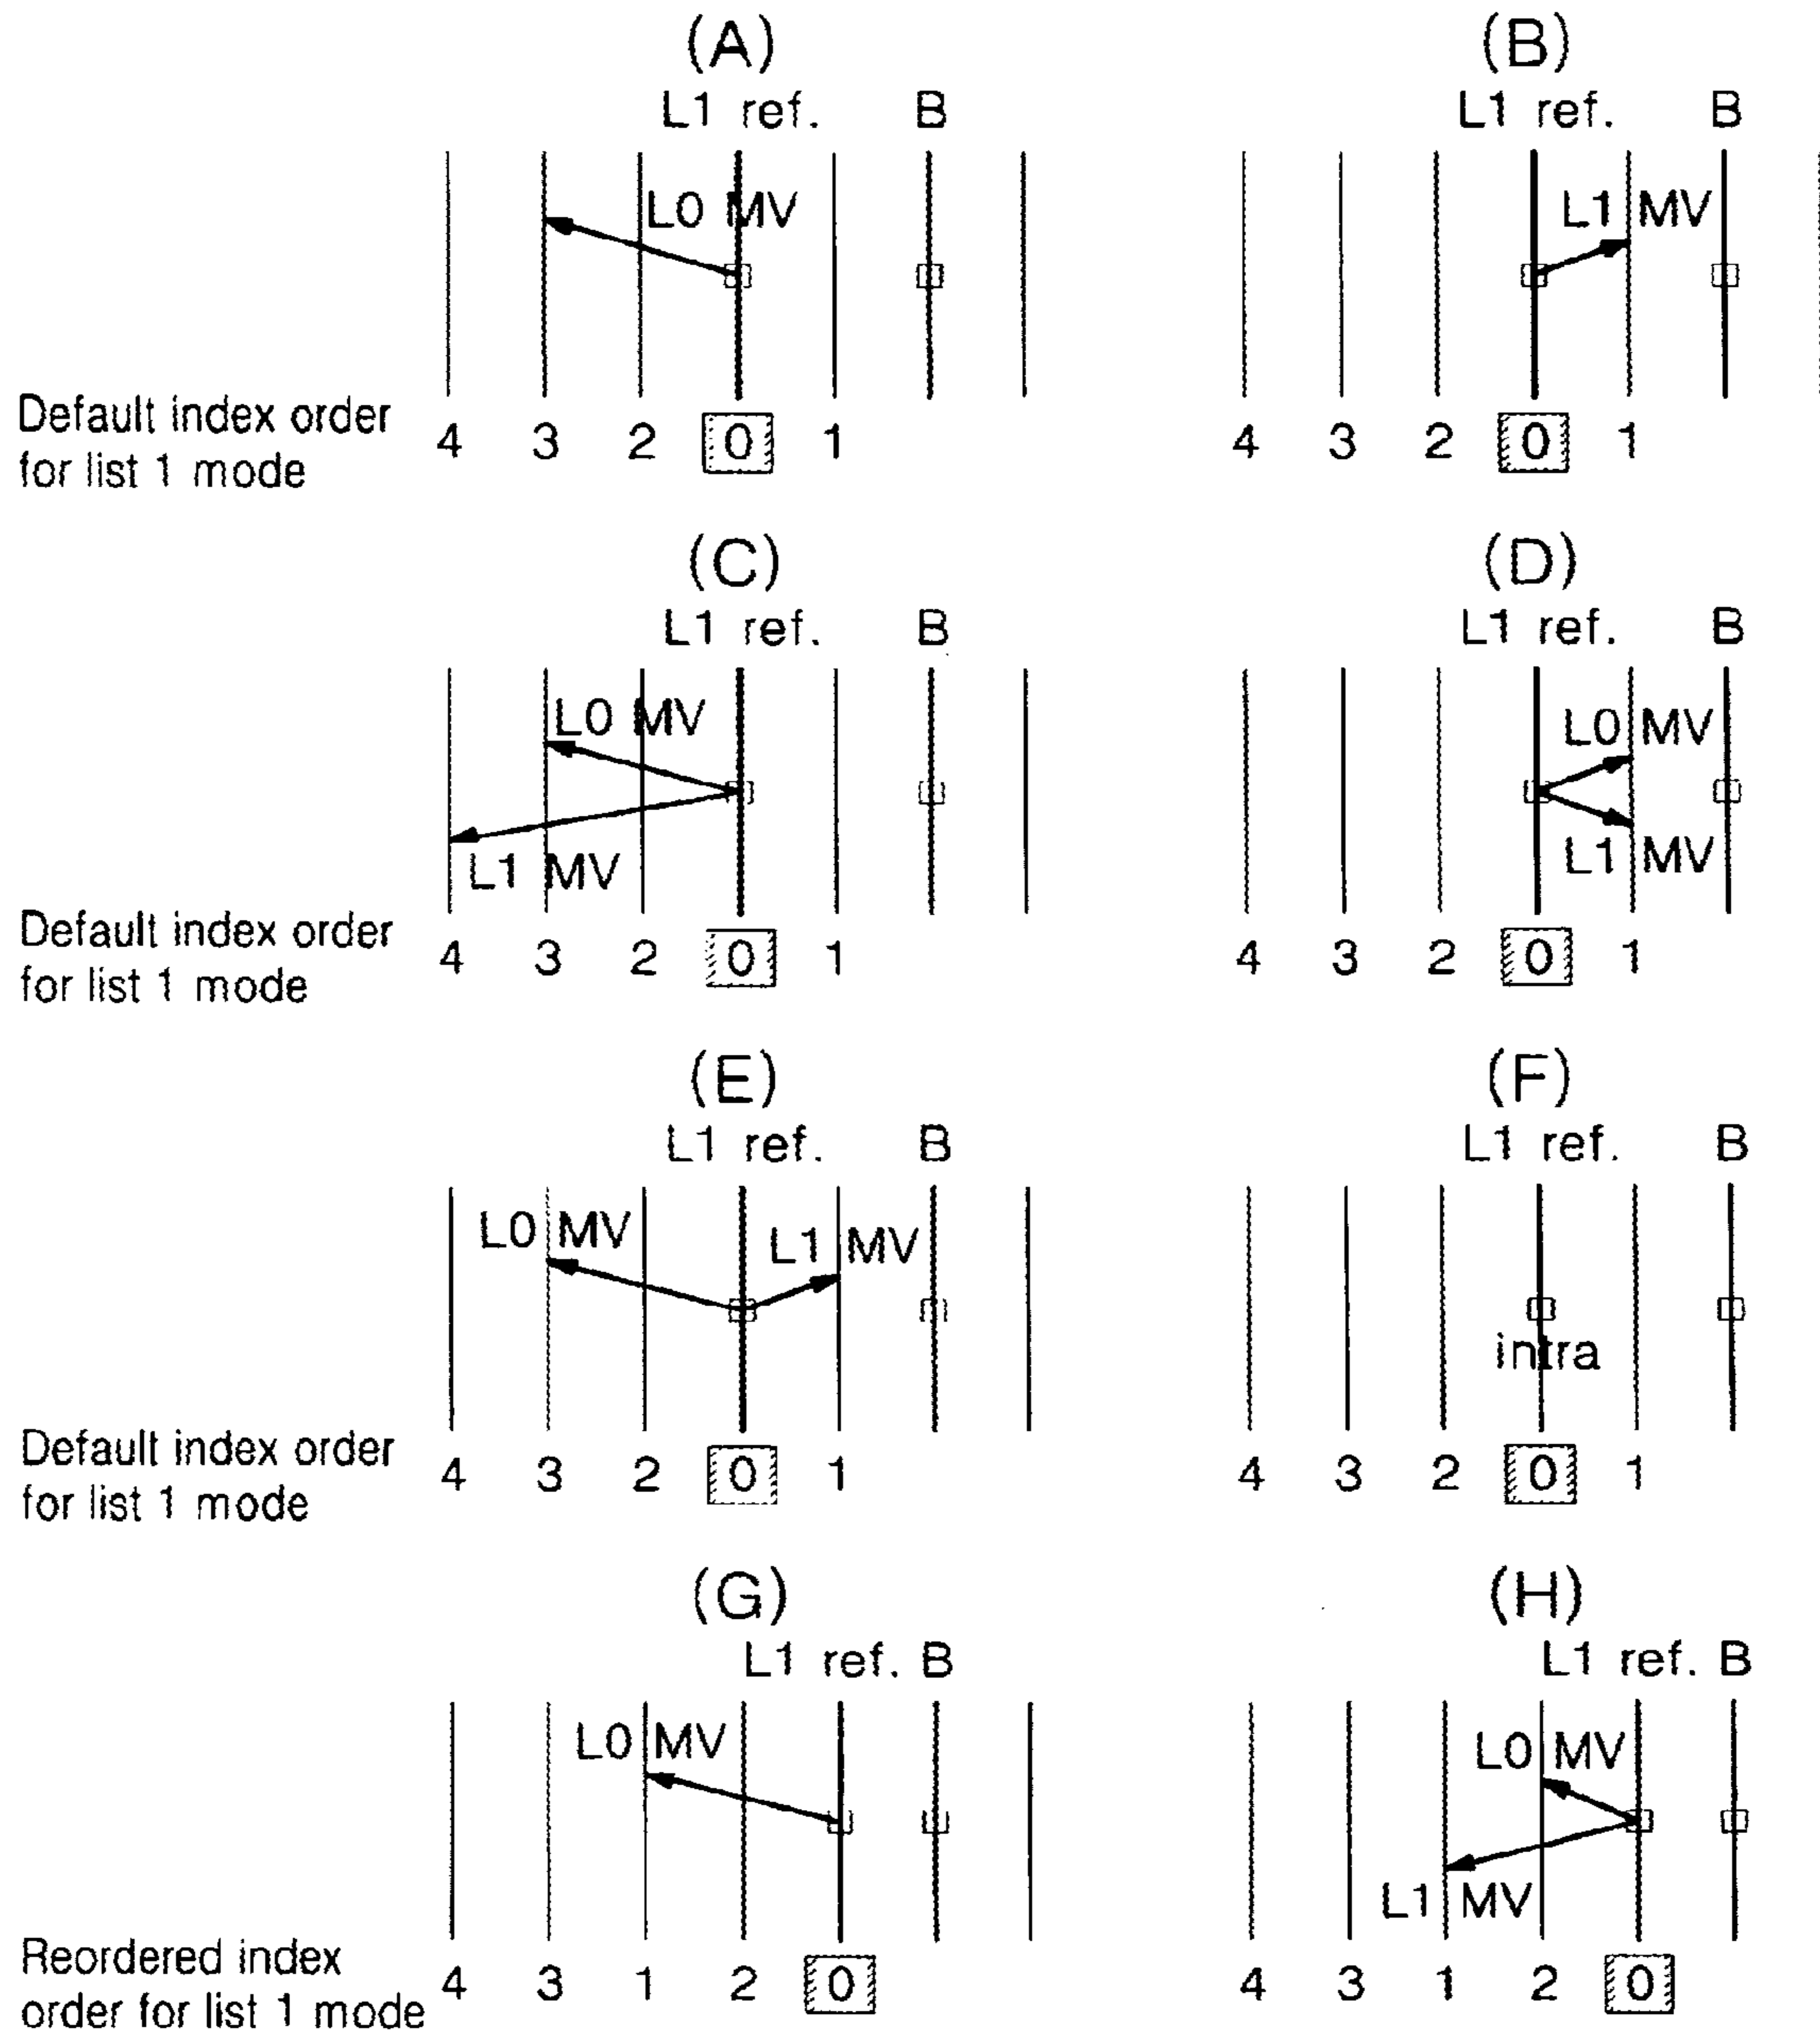 (A) (B)
L1 ref. B L1 ref. B
L0 MV L1 MV
Default index order
for list 1 mode
4 3 2 0 1 4 3 2 0 1
(C) (D)
L1 ref. B L1 ref. B
L0 MV L0 MV
L1 MV L1 MV
Default index order
for list 1 mode
4 3 2 0 1 4 3 2 0 1
(E) (F)
L1 ref. B L1 ref. B
L0 MV L1 MV
intra
Default index order
for list 1 mode
4 3 2 0 1 4 3 2 0 1
(G) (H)
L1 ref. B L1 ref. B
L0 MV L0 MV
L1 MV
Reordered index
order for list 1 mode
4 3 1 2 0 4 3 1 2 0